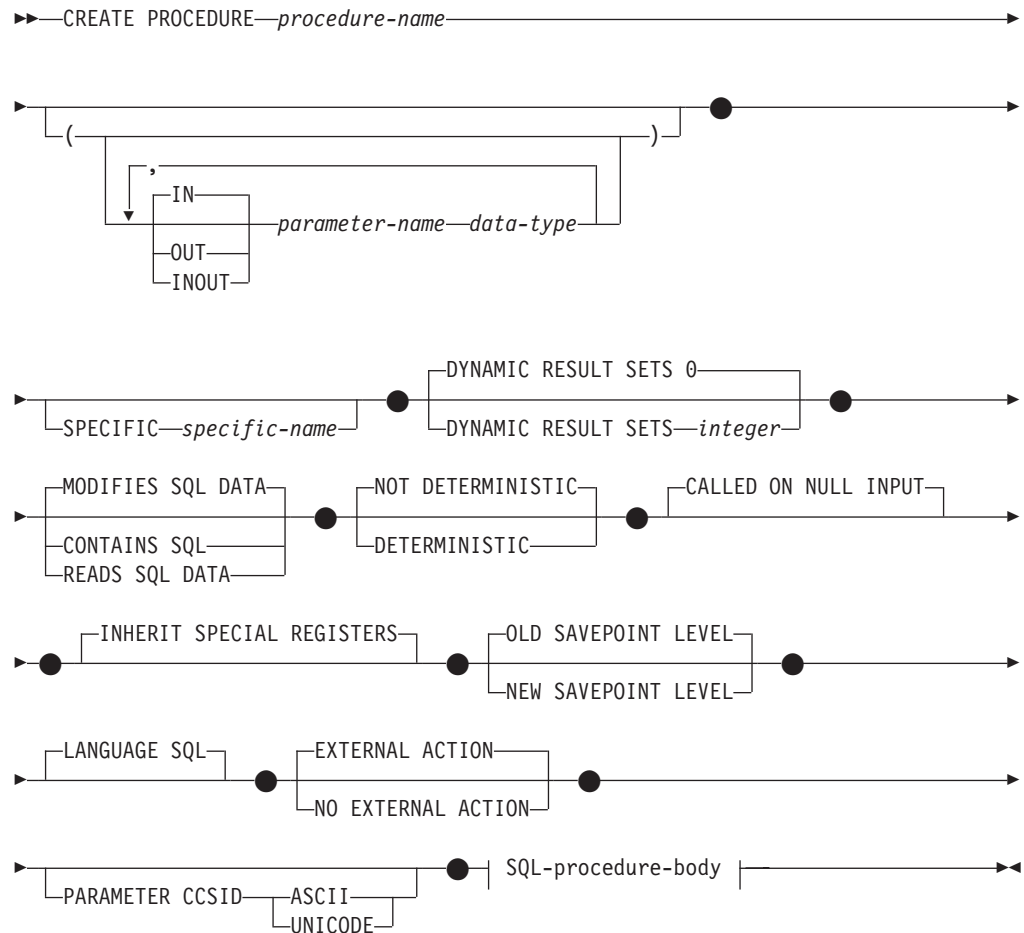 CREATE PROCEDURE procedure-name
( )
,
IN
parameter-name data-type
OUT
INOUT
DYNAMIC RESULT SETS 0
SPECIFIC specific-name DYNAMIC RESULT SETS integer
MODIFIES SQL DATA NOT DETERMINISTIC CALLED ON NULL INPUT
CONTAINS SQL DETERMINISTIC
READS SQL DATA
INHERIT SPECIAL REGISTERS OLD SAVEPOINT LEVEL
NEW SAVEPOINT LEVEL
LANGUAGE SQL EXTERNAL ACTION
NO EXTERNAL ACTION
SQL-procedure-body
PARAMETER CCSID ASCII
UNICODE